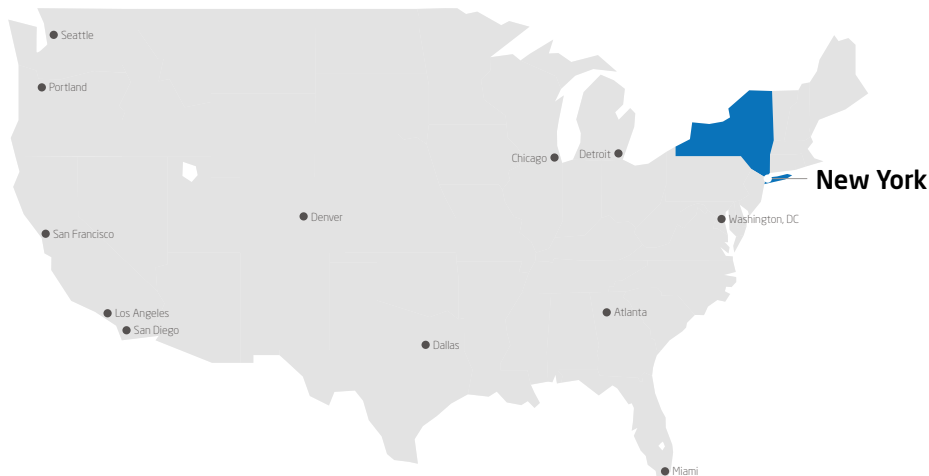 Seattle
Portland
Chicago
Detroit
New York
Denver
Washington, DC
San Francisco
Los Angeles
Atlanta
San Diego
Dallas
Miami